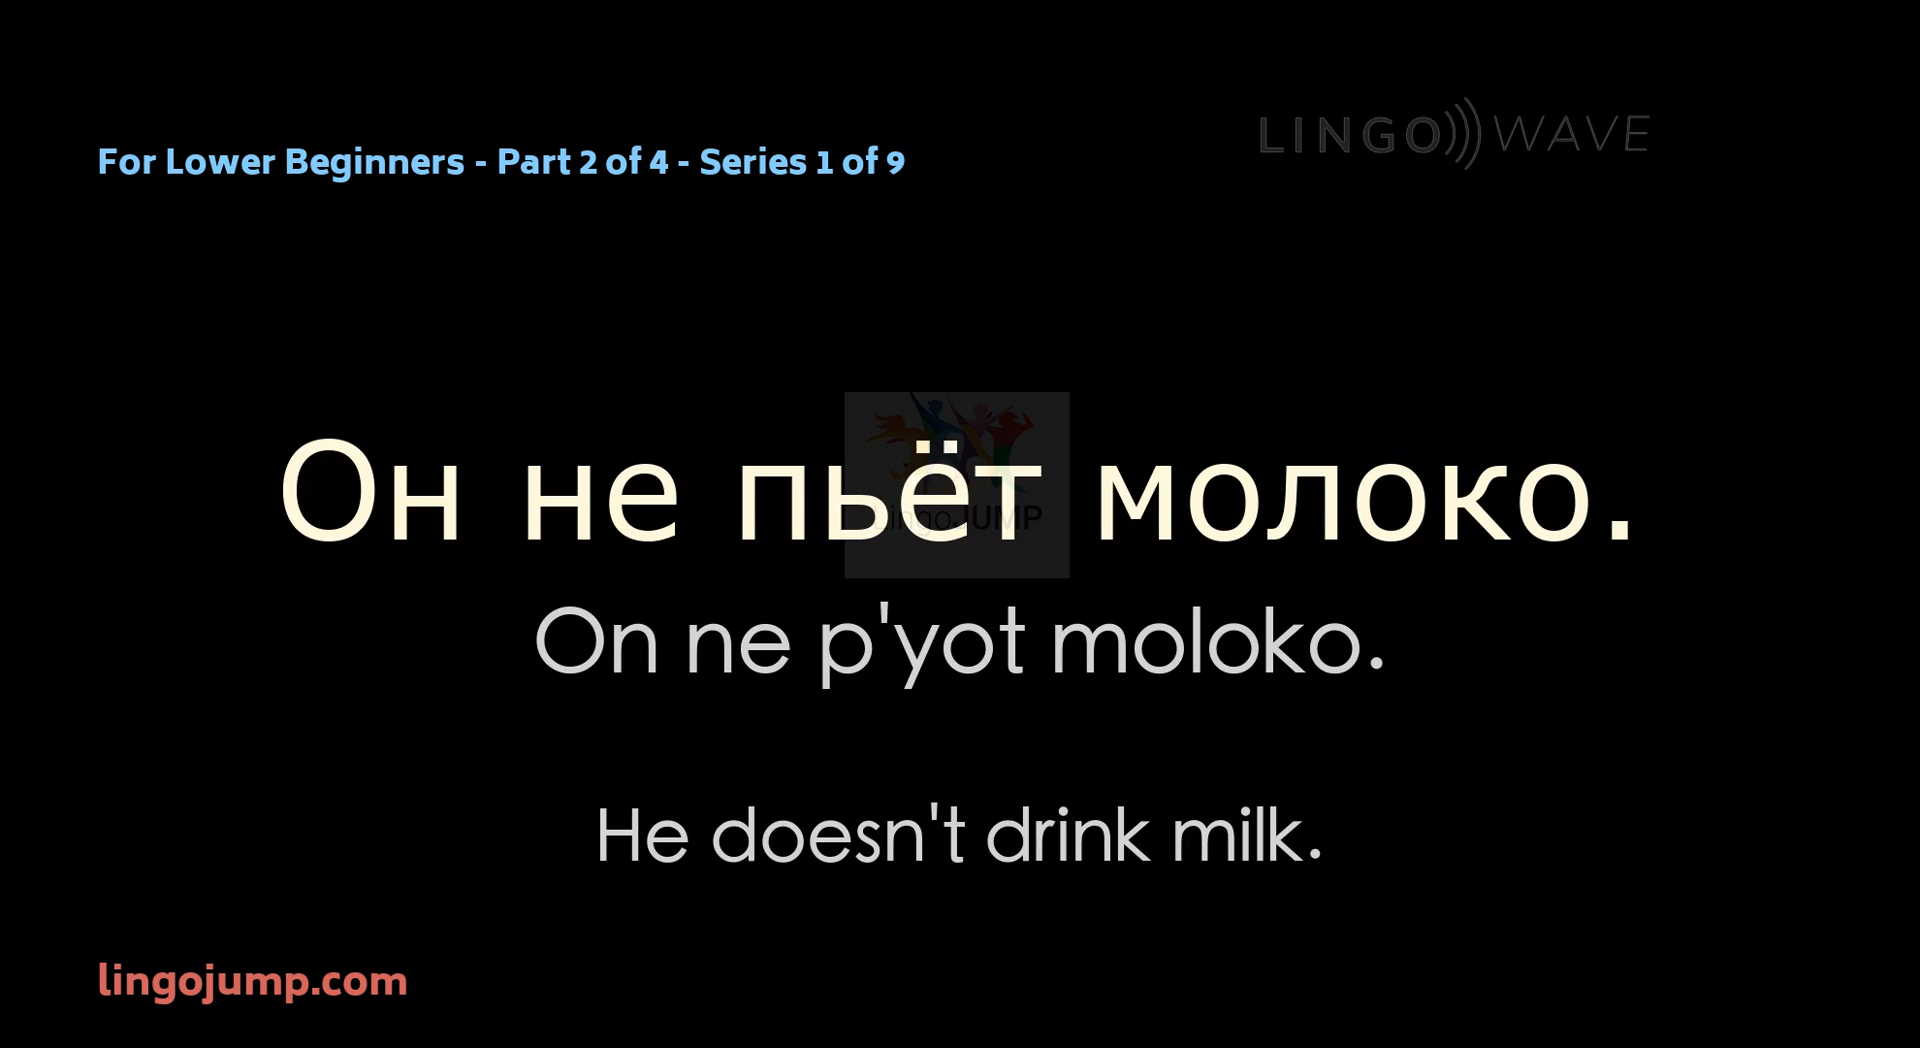 For Lower Beginners - Part 2 of 4 - Series 1 of 9
LINGO WAVE
Он не пьёт молоко.
LingoJUMP
On ne p'yot moloko.
He doesn't drink milk.
lingojump.com